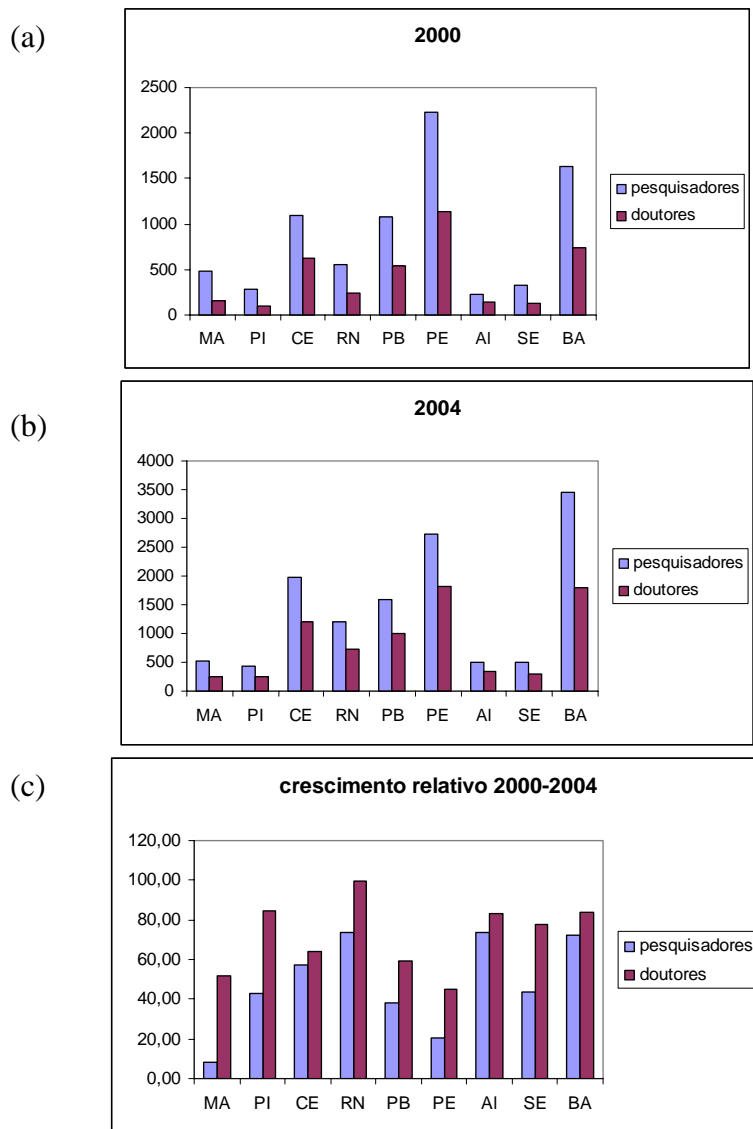 (a)
2000
2500
2000
1500
1000
500
0
MA PI CE RN PB PE AI SE BA
pesquisadores
doutores
(b)
2004
4000
3500
3000
2500
2000
1500
1000
500
0
MA PI CE RN PB PE AI SE BA
pesquisadores
doutores
(c)
crescimento relativo 2000-2004
120,00
100,00
80,00
60,00
40,00
20,00
0,00
MA PI CE RN PB PE AI SE BA
pesquisadores
doutores